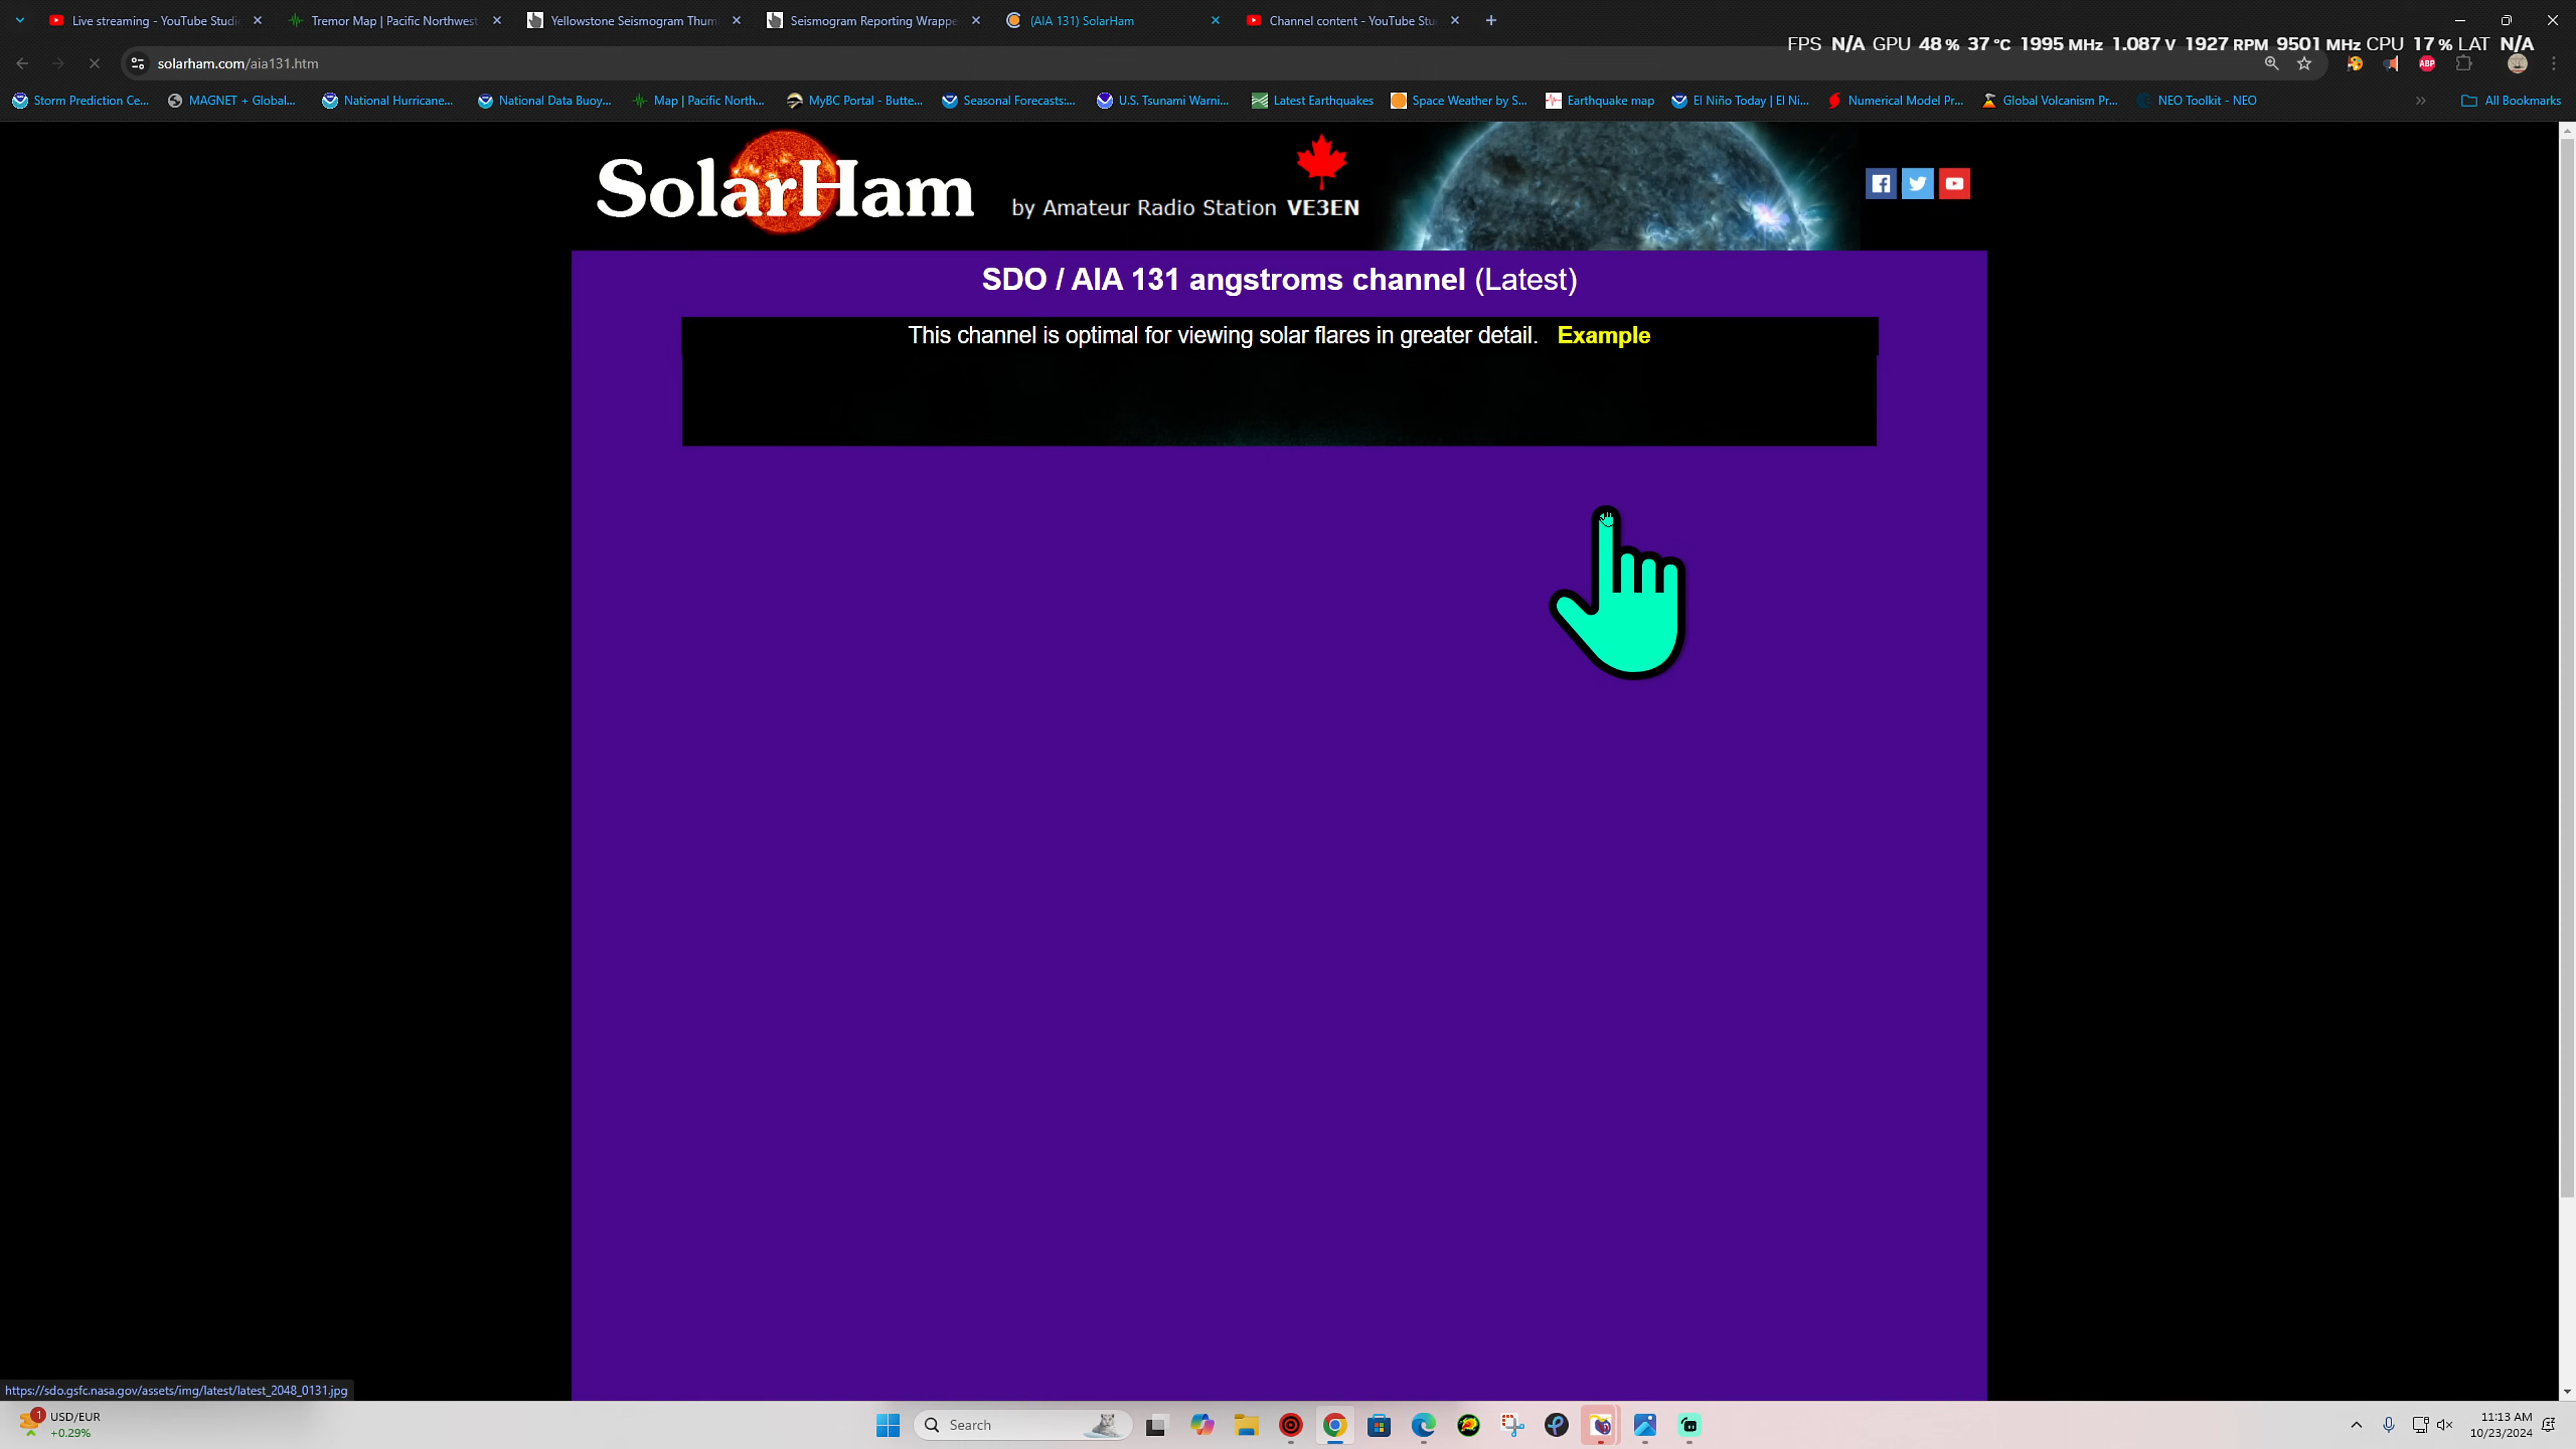 Live streaming - YouTube Studi
Tremor Map | Pacific Northwest
Yellowstone Seismogram Thum
Seismogram Reporting Wrappe
(AIA 131) SolarHam
Channel content - YouTube Stu
FPS N/A GPU 48 % 37 °C 1995 MHz 1.087 V 1927 RPM 9501 MHz CPU 17 % LAT N/A
solarham.com/aia131.htm
ABP
Storm Prediction Ce...
MAGNET + Global...
National Hurricane...
National Data Buoy...
Map | Pacific North...
MyBC Portal - Butte...
Seasonal Forecasts:...
U.S. Tsunami Warni...
Latest Earthquakes
Space Weather by S...
Earthquake map
El Niño Today | El Ni...
Numerical Model Pr...
Global Volcanism Pr...
NEO Toolkit - NEO
All Bookmarks
SolarHam
by Amateur Radio Station VE3EN
SDO / AIA 131 angstroms channel (Latest)
This channel is optimal for viewing solar flares in greater detail. Example
https://sdo.gsfc.nasa.gov/assets/img/latest/latest_2048_0131.jpg
1
USD/EUR
+0.29%
Search
11:13 AM
10/23/2024